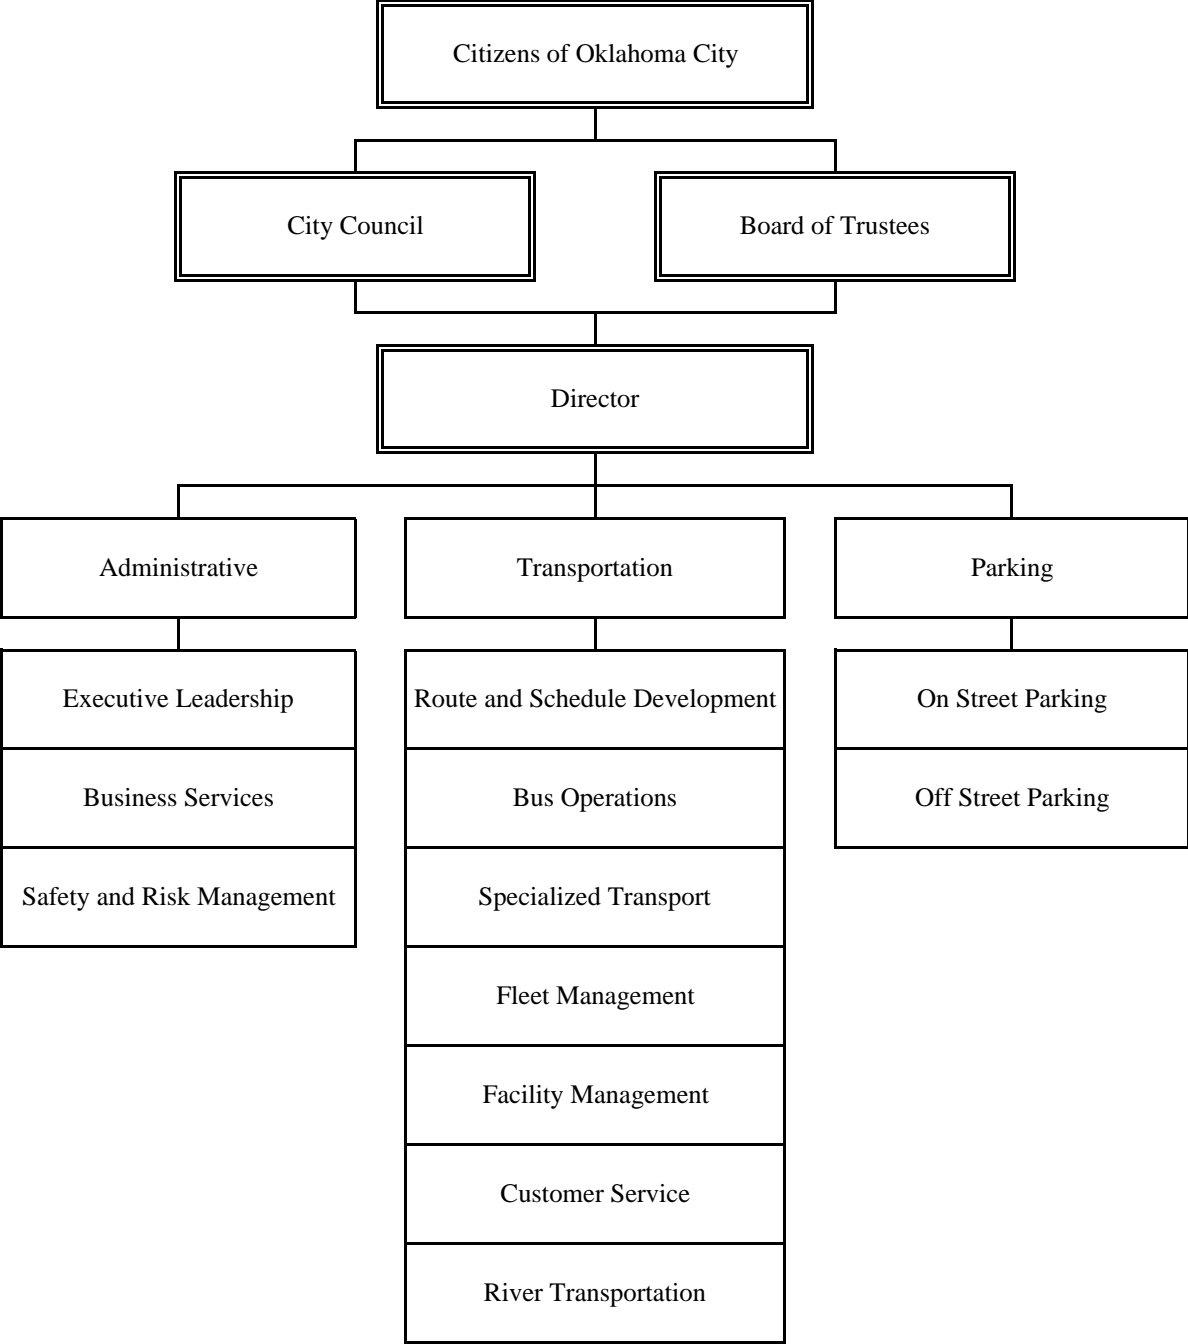 Citizens of Oklahoma City
City Council
Board of Trustees
Director
Administrative
Transportation
Parking
Executive Leadership
Route and Schedule Development
On Street Parking
Business Services
Bus Operations
Off Street Parking
Safety and Risk Management
Specialized Transport
Fleet Management
Facility Management
Customer Service
River Transportation